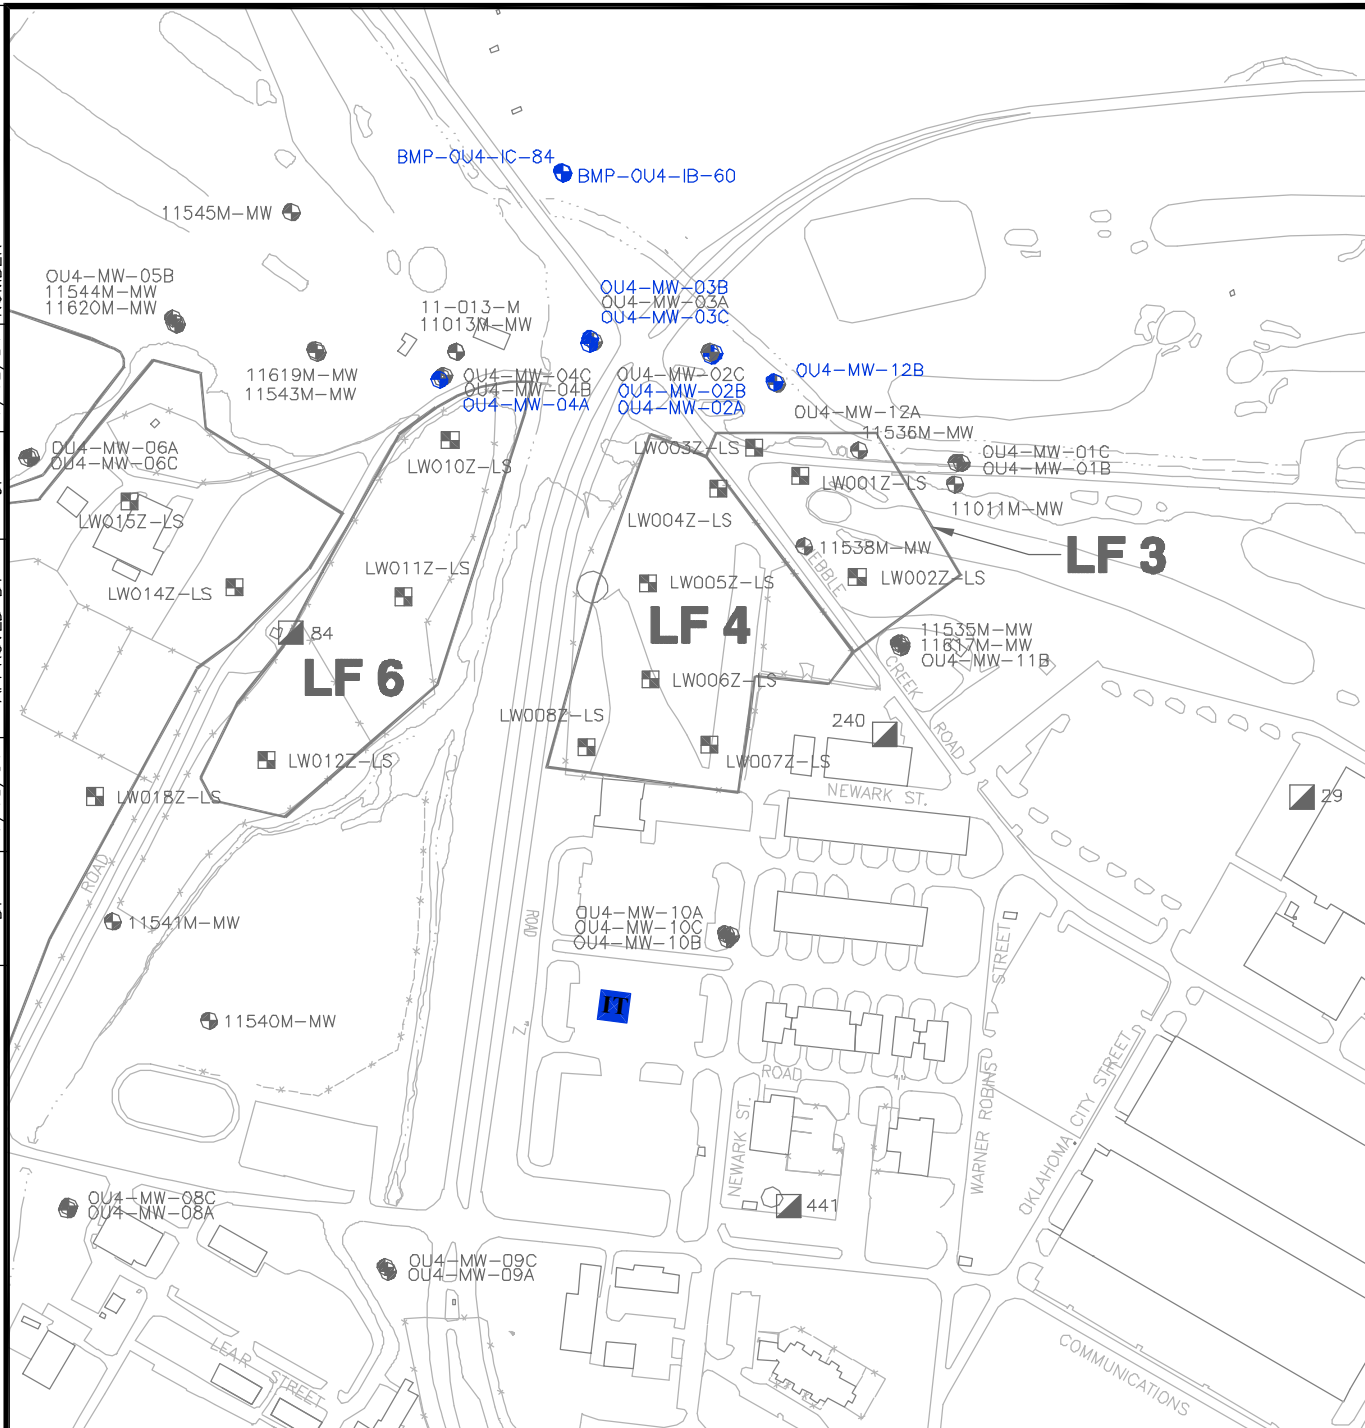 BMP-OU4-IC-84
BMP-OU4-IB-60
11545M-MW
OU4-MW-05B
11544M-MW
11620M-MW
11-013-M
11013M-MW
OU4-MW-03B
OU4-MW-03A
OU4-MW-03C
11619M-MW
11543M-MW
OU4-MW-04C
OU4-MW-04B
OU4-MW-04A
OU4-MW-02C
OU4-MW-02B
OU4-MW-02A
OU4-MW-12B
OU4-MW-12A
11536M-MW
OU4-MW-06A
OU4-MW-06C
LW010Z-LS
LW003Z-LS
OU4-MW-01C
OU4-MW-01B
LW001Z-LS
11011M-MW
LW015Z-LS
LW004Z-LS
11538M-MW
LF 3
LW011Z-LS
LW005Z-LS
LW002Z-LS
LW014Z-LS
84
LF 4
11535M-MW
11617M-MW
OU4-MW-11B
LF 6
LW006Z-LS
CREEK
ROAD
LW008Z-LS
240
LW012Z-LS
LW007Z-LS
LW018Z-LS
NEWARK ST.
29
ROAD
11541M-MW
ROAD
"Z"
OU4-MW-10A
OU4-MW-10C
OU4-MW-10B
WARNER ROBINS STREET
IT
11540M-MW
ROAD
OKLAHOMA CITY STREET
NEWARK ST.
OU4-MW-08C
OU4-MW-08A
441
OU4-MW-09C
OU4-MW-09A
LEAR STREET
COMMUNICATIONS